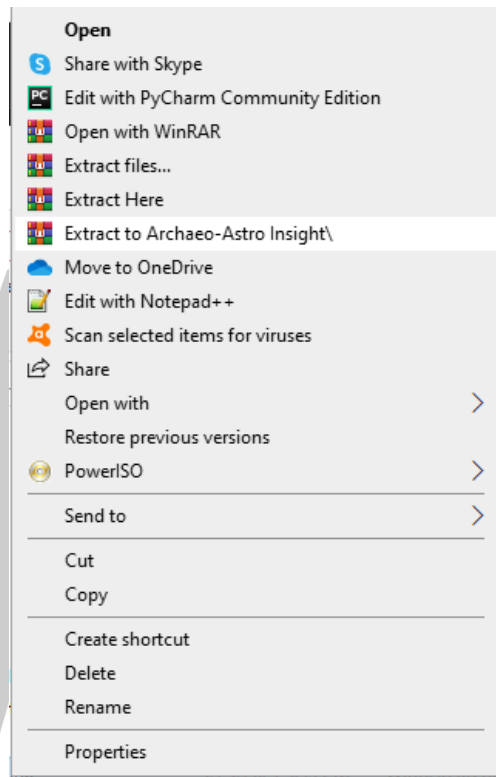 Open
Share with Skype
PC
Edit with PyCharm Community Edition
Open with WinRAR
Extract files...
Extract Here
Extract to Archaeo-Astro Insight\
Move to OneDrive
Edit with Notepad++
Scan selected items for viruses
Share
Open with
Restore previous versions
PowerISO
Send to
Cut
Copy
Create shortcut
Delete
Rename
Properties